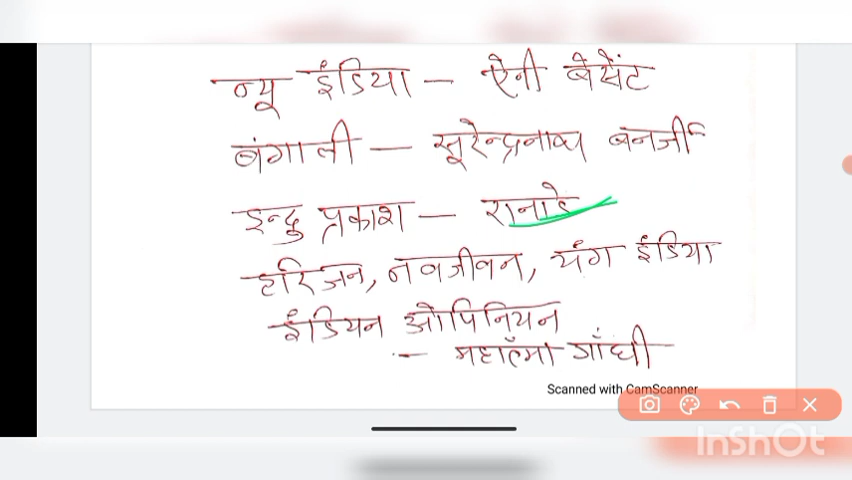 न्यू इंडिया - ऐनी बेसेंट
बंगाली - सूरेन्द्रनाथ बनर्जी
इन्दु प्रकाश - रानाडे
हरिजन, नवजीवन, यंग इंडिया
इंडियन ओपिनियन
- महात्मा गाँधी
Scanned with CamScanner
InShOt